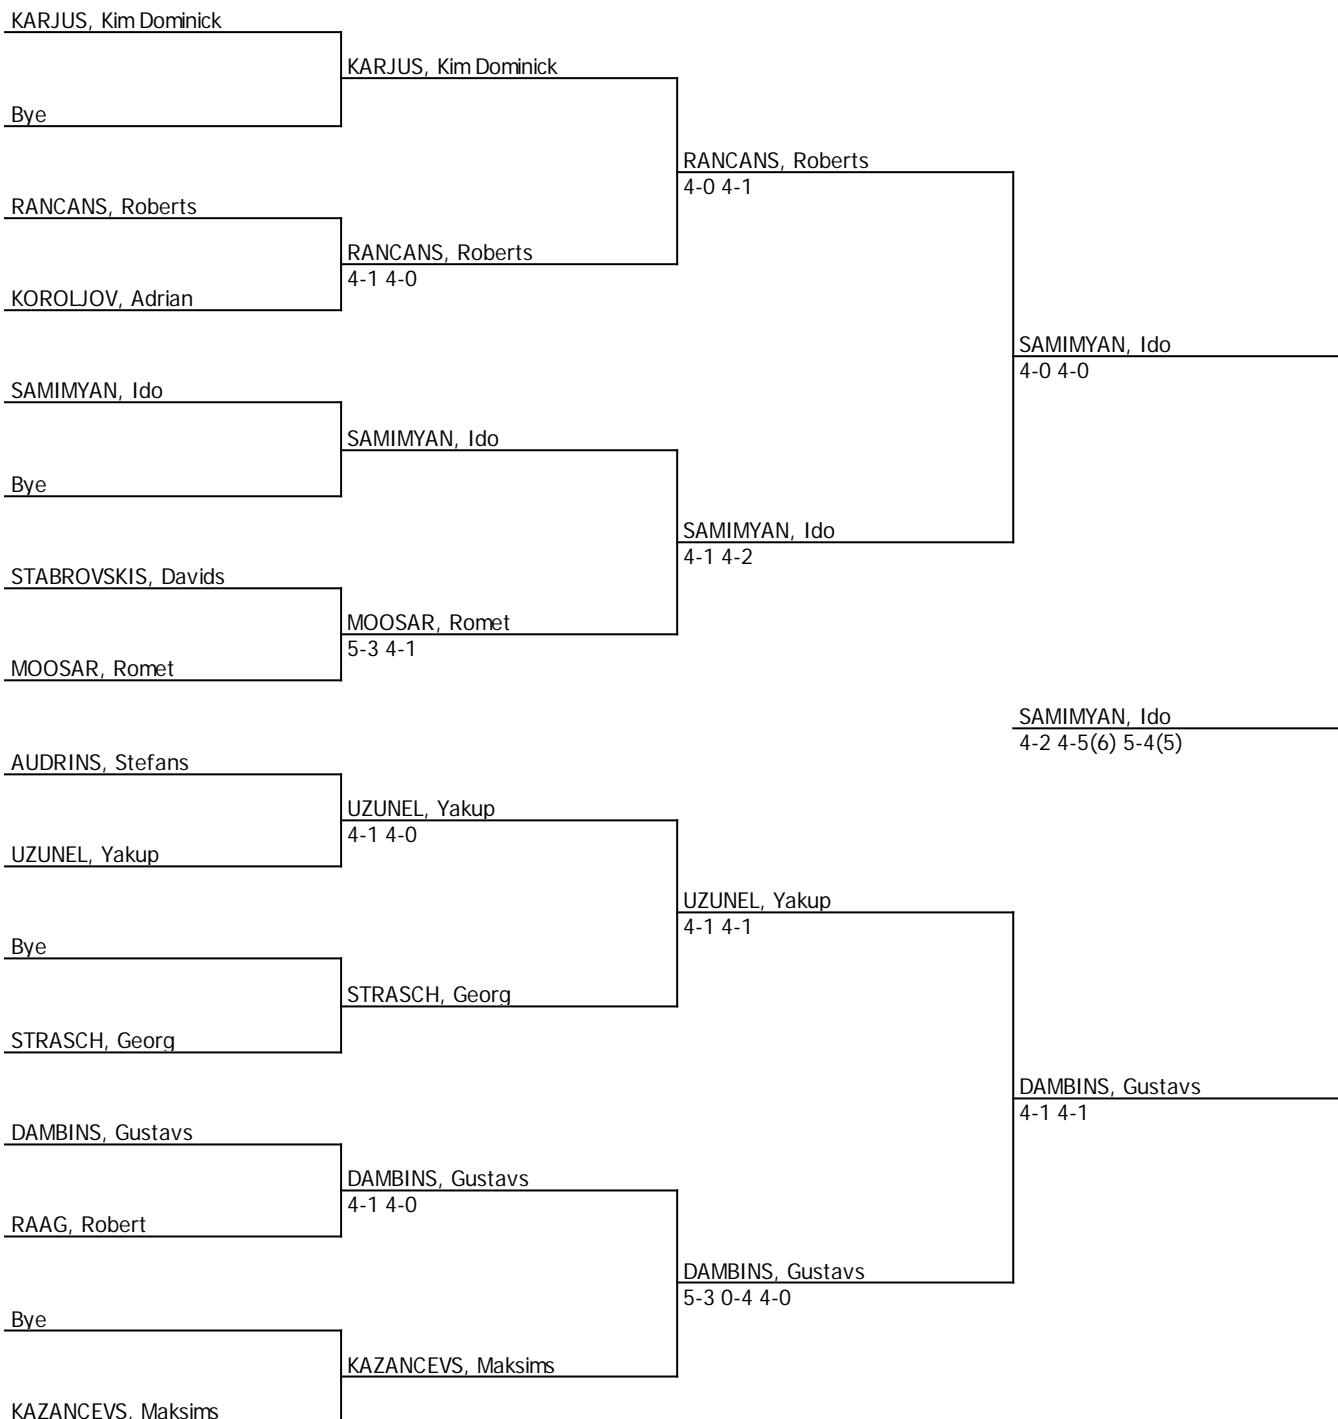 KARJUS, Kim Dominick
KARJUS, Kim Dominick
Bye
RANCANS, Roberts
4-0 4-1
RANCANS, Roberts
RANCANS, Roberts
4-1 4-0
KOROLJOV, Adrian
SAMIMYAN, Ido
4-0 4-0
SAMIMYAN, Ido
SAMIMYAN, Ido
Bye
SAMIMYAN, Ido
4-1 4-2
STABROVSKIS, Davids
MOOSAR, Romet
5-3 4-1
MOOSAR, Romet
SAMIMYAN, Ido
4-2 4-5(6) 5-4(5)
AUDRINS, Stefans
UZUNEL, Yakup
4-1 4-0
UZUNEL, Yakup
UZUNEL, Yakup
4-1 4-1
Bye
STRASCH, Georg
STRASCH, Georg
DAMBINS, Gustavs
4-1 4-1
DAMBINS, Gustavs
DAMBINS, Gustavs
4-1 4-0
RAAG, Robert
DAMBINS, Gustavs
5-3 0-4 4-0
Bye
KAZANCEVS, Maksims
KAZANCEVS, Maksims